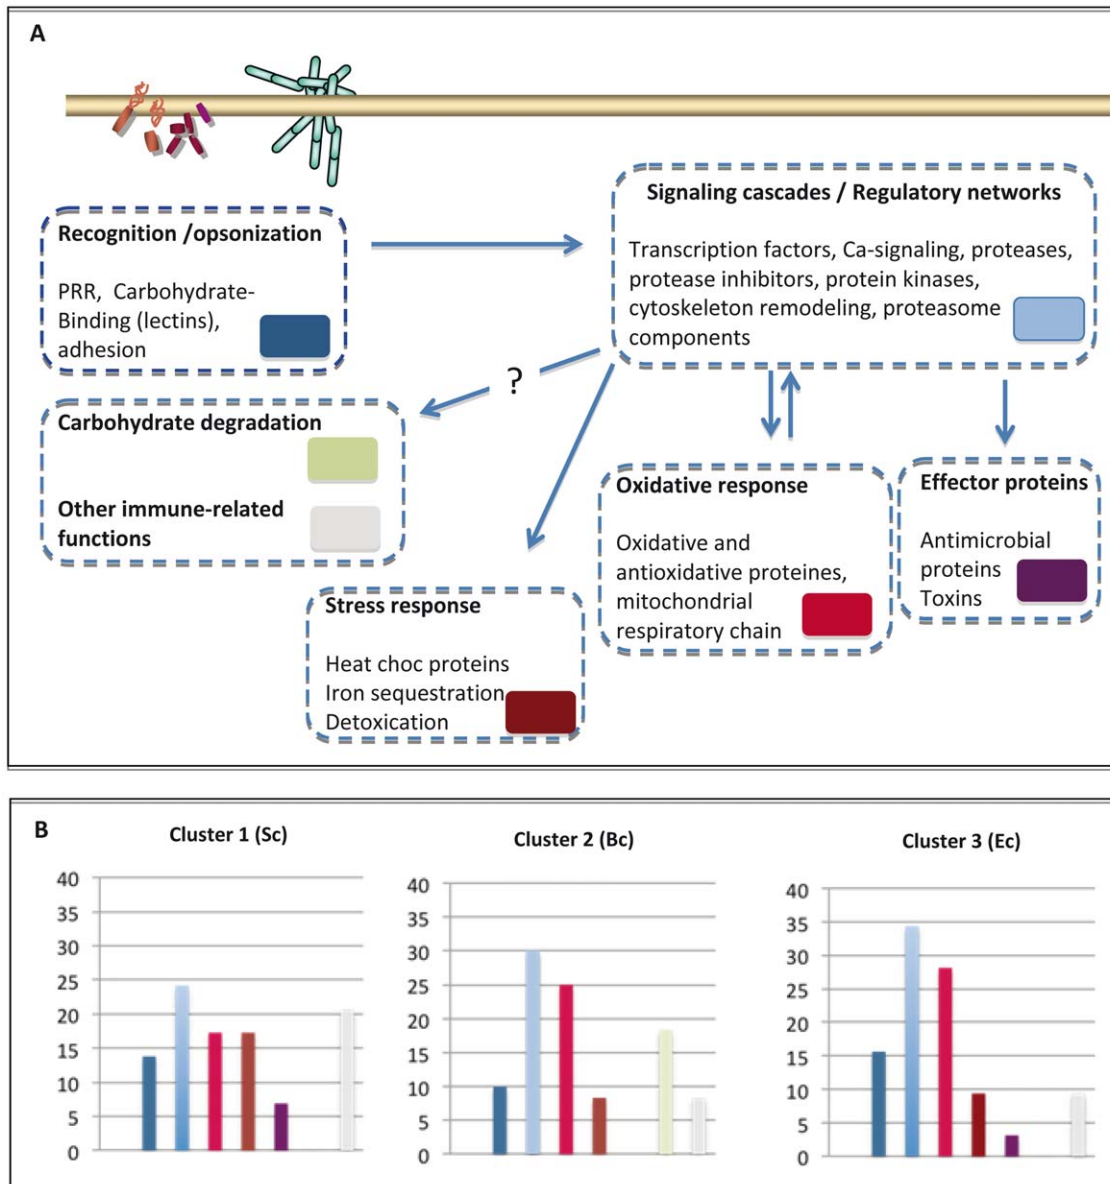 A
Recognition /opsonization
PRR, Carbohydrate-
Binding (lectins),
adhesion
Signaling cascades / Regulatory networks
Transcription factors, Ca-signaling, proteases,
protease inhibitors, protein kinases,
cytoskeleton remodeling, proteasome
components
?
Carbohydrate degradation
Other immune-related
functions
Stress response
Heat choc proteins
Iron sequestration
Detoxication
Oxidative response
Oxidative and
antioxidative proteines,
mitochondrial
respiratory chain
Effector proteins
Antimicrobial
proteins
Toxins
B
Cluster 1 (Sc)
40
35
30
25
20
15
10
5
0
Cluster 2 (Bc)
40
35
30
25
20
15
10
5
0
Cluster 3 (Ec)
40
35
30
25
20
15
10
5
0